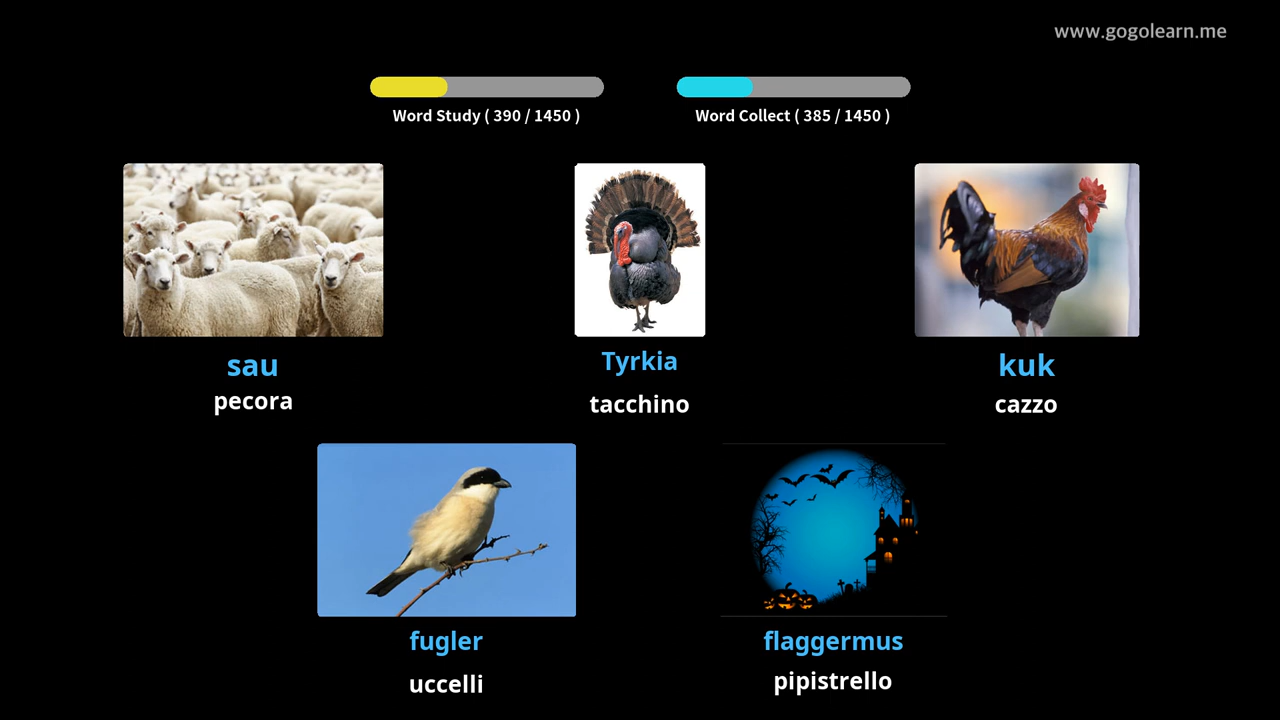 www.gogolearn.me
Word Study ( 390 / 1450 )
Word Collect ( 385 / 1450 )
sau
pecora
Tyrkia
tacchino
kuk
cazzo
fugler
uccelli
flaggermus
pipistrello